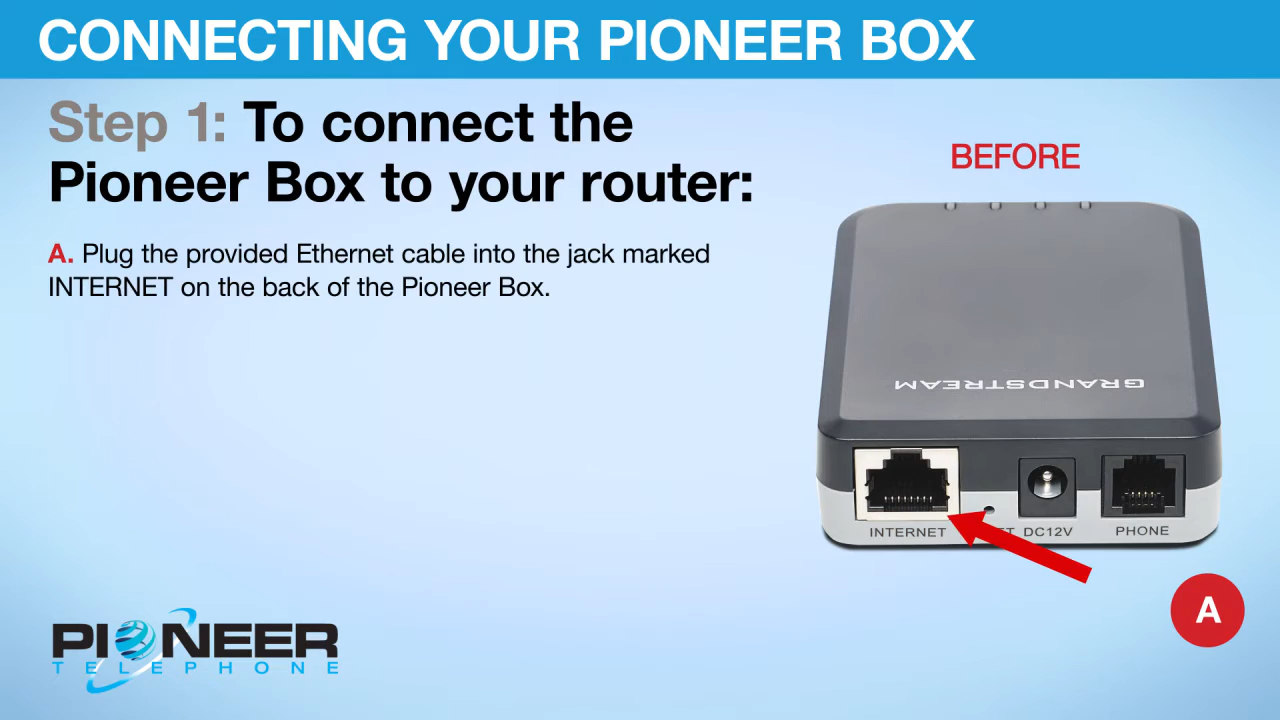 CONNECTING YOUR PIONEER BOX
Step 1: To connect the
Pioneer Box to your router:
A. Plug the provided Ethernet cable into the jack marked
INTERNET on the back of the Pioneer Box.
BEFORE
GRANDSTREAM
INTERNET
DC12V
PHONE
A
PIONEER
TELEPHONE